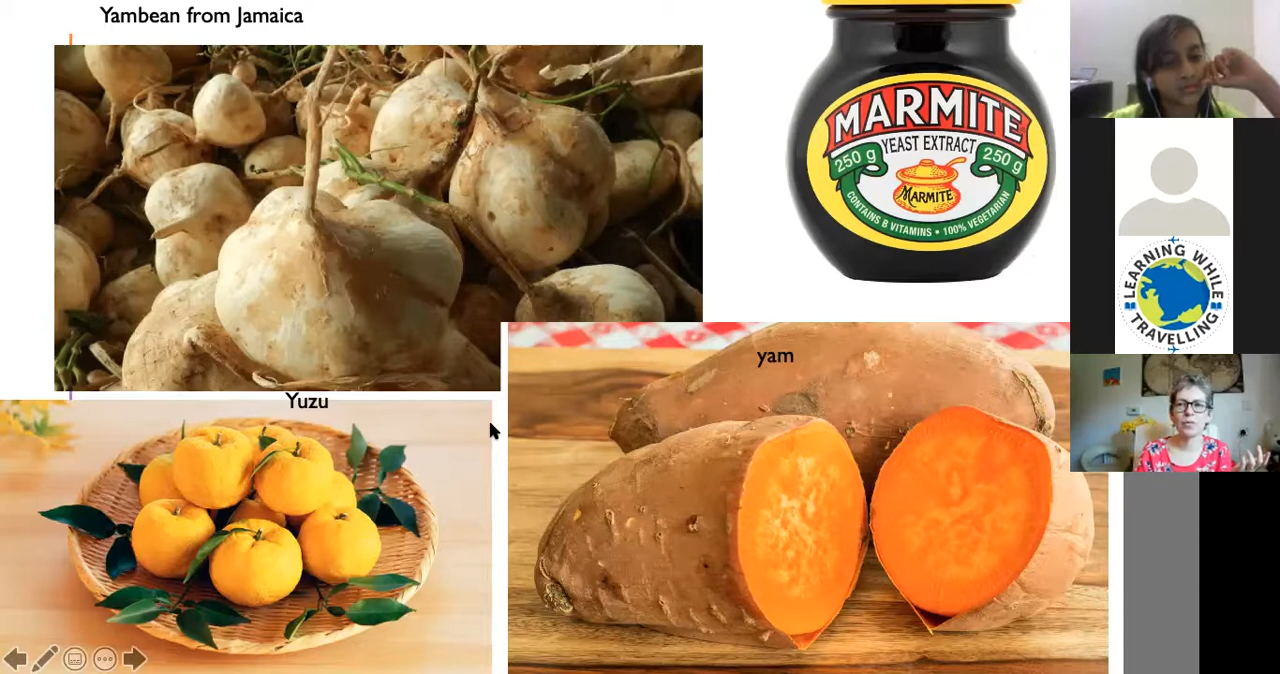 Yambean from Jamaica
MARMITE
YEAST EXTRACT
250 g
250 g
MARMITE
CONTAINS B VITAMINS • 100% VEGETARIAN
LEARNING WHILE
TRAVELLING
yam
Yuzu